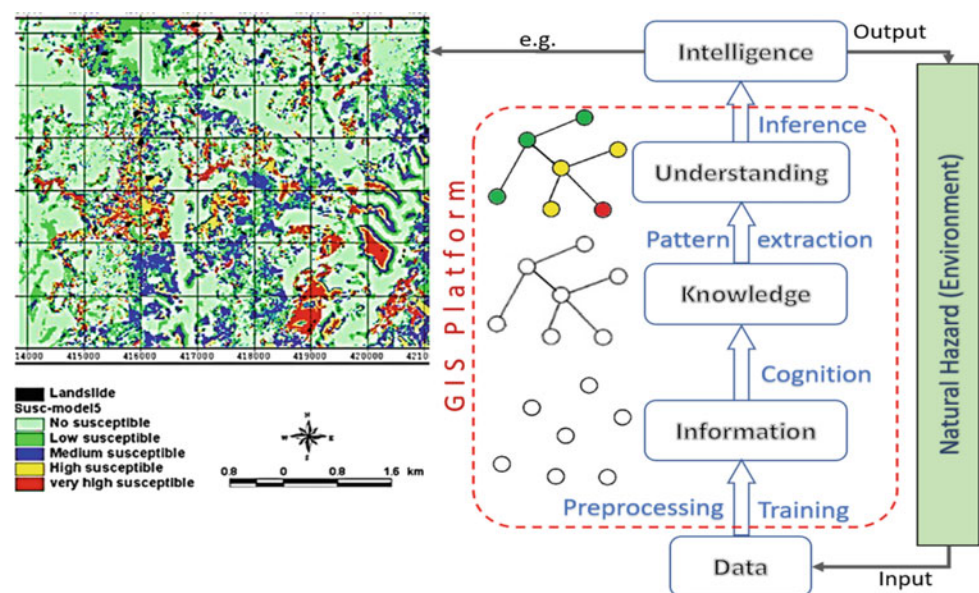 14000 415000 416000 417000 418000 419000 420000 4210
Landslide
Susc-model5
No susceptible
Low susceptible
Medium susceptible
High susceptible
very high susceptible
N
W E
S
0.8 0 0.8 1.6 km
e.g.
Intelligence
Output
Inference
Understanding
Pattern extraction
Knowledge
Cognition
Information
Preprocessing Training
Data
Input
GIS Platform
Natural Hazard (Environment)